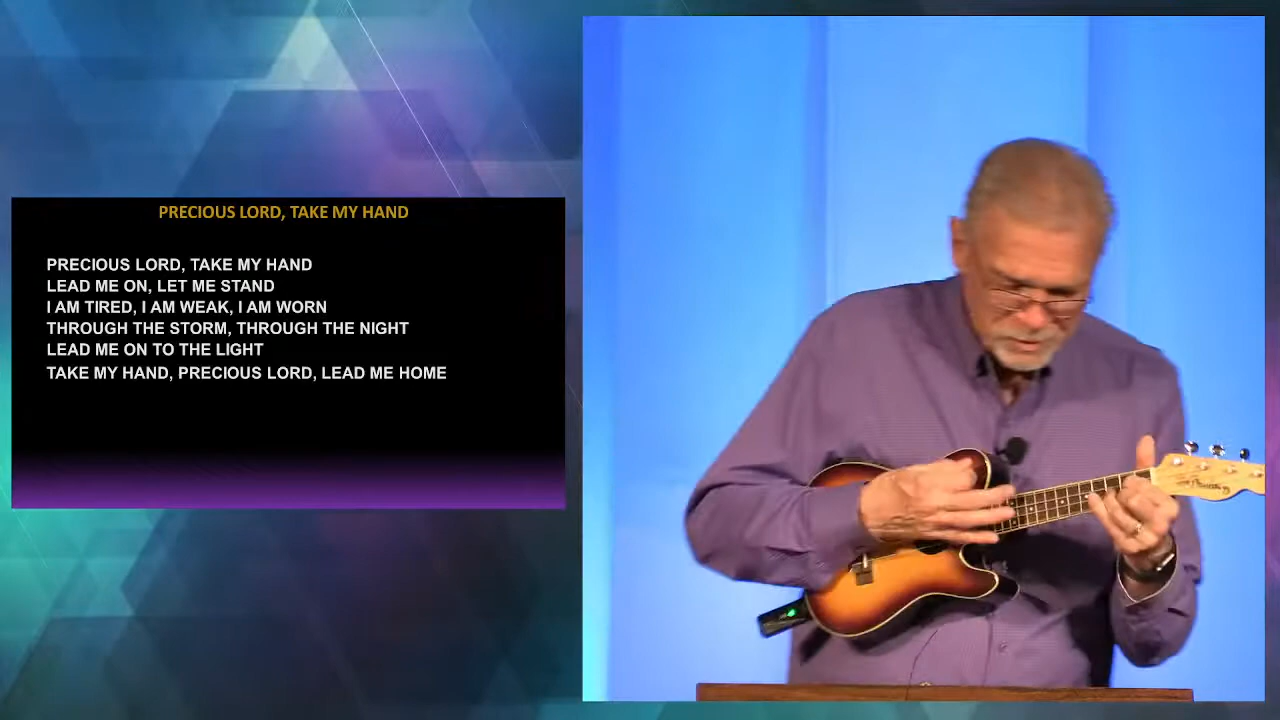 PRECIOUS LORD, TAKE MY HAND
PRECIOUS LORD, TAKE MY HAND
LEAD ME ON, LET ME STAND
I AM TIRED, I AM WEAK, I AM WORN
THROUGH THE STORM, THROUGH THE NIGHT
LEAD ME ON TO THE LIGHT
TAKE MY HAND, PRECIOUS LORD, LEAD ME HOME